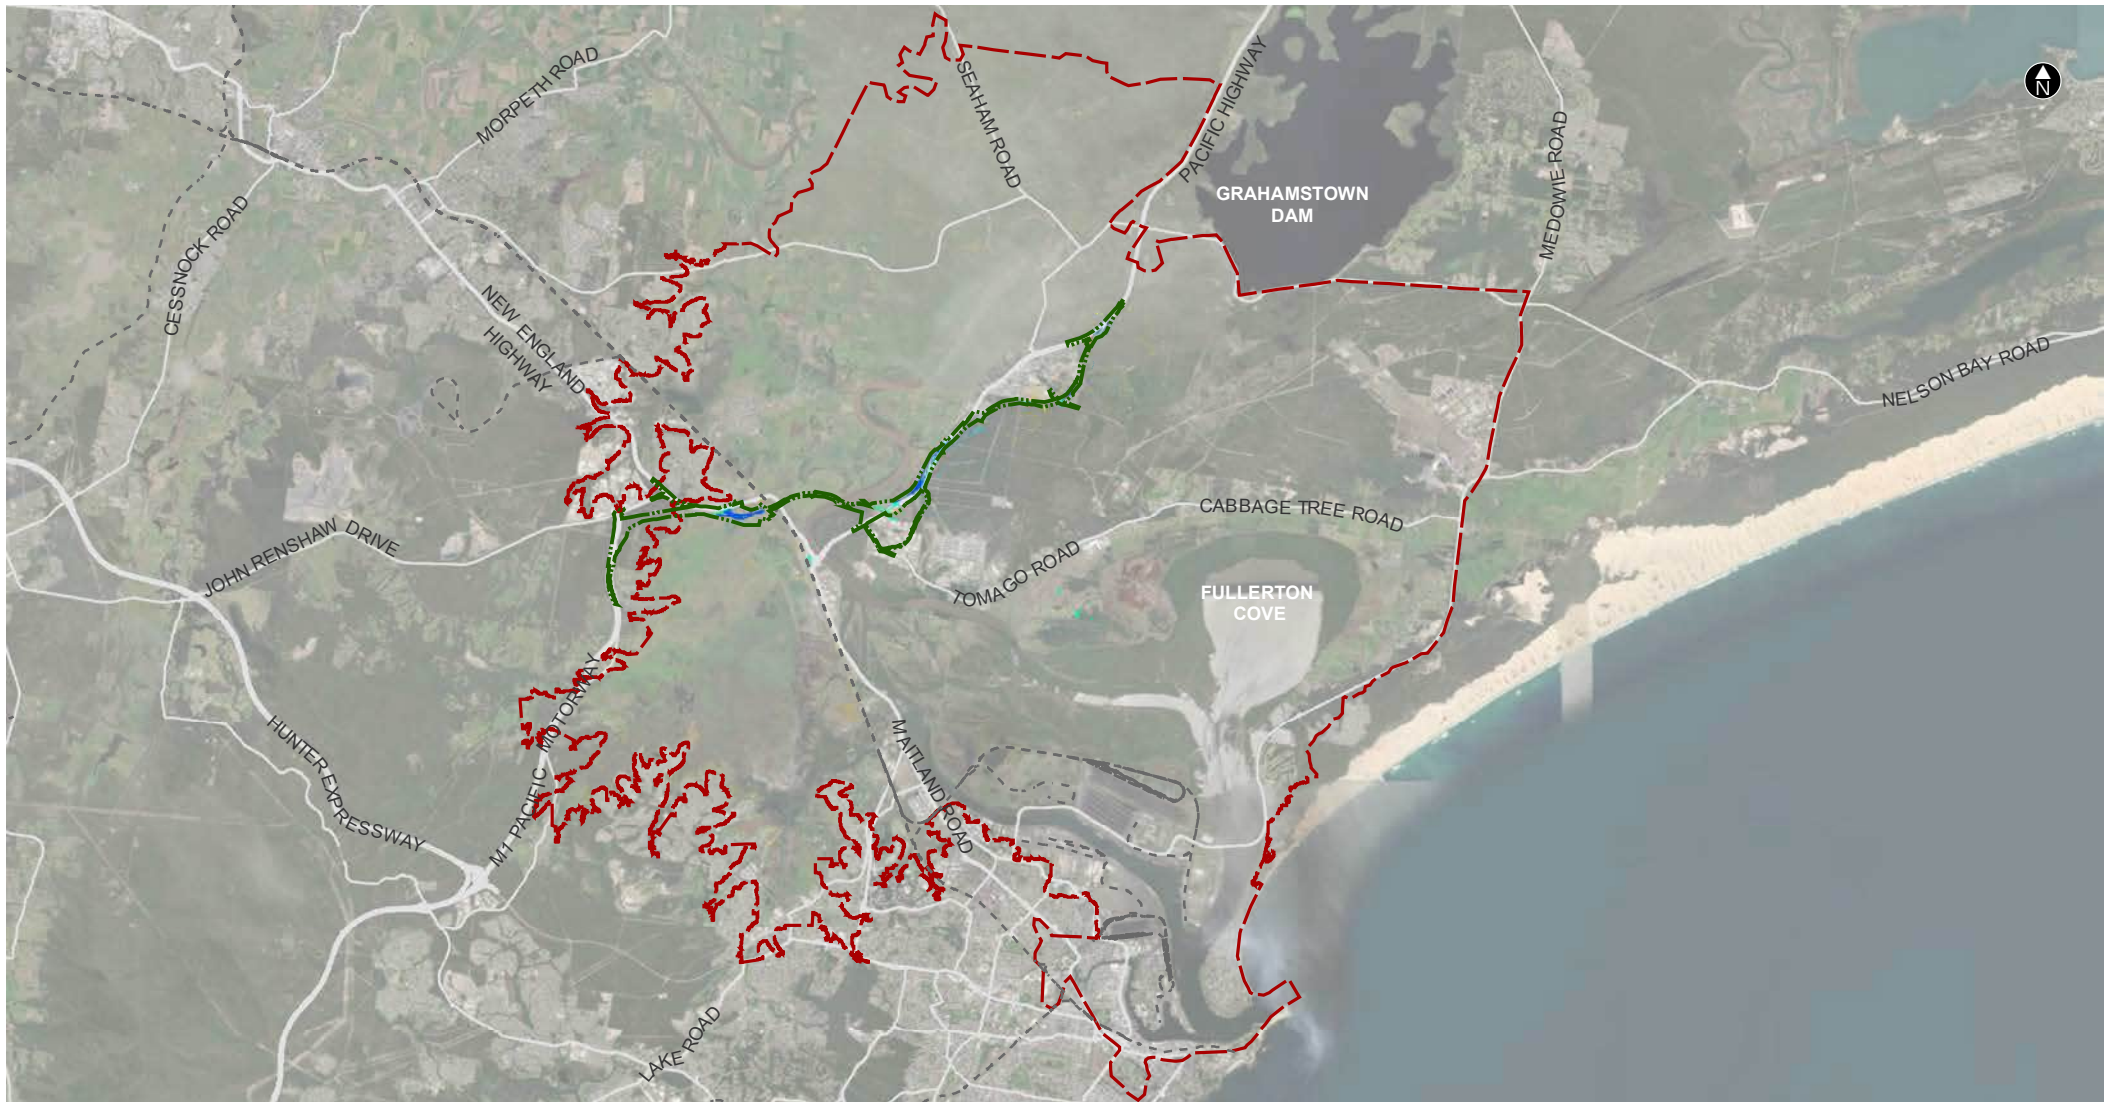 MORPETH ROAD
SEAHAM ROAD
PACIFIC HIGHWAY
N
MEDOWIE ROAD
GRAHAMSTOWN
DAM
CESSNOCK ROAD
NEW ENGLAND
HIGHWAY
NELSON BAY ROAD
JOHN RENSHAW DRIVE
CABBAGE TREE ROAD
TOMAGO ROAD
FULLERTON
COVE
HUNTER EXPRESSWAY
M1 PACIFIC MOTORWAY
MAITLAND ROAD
LAKE ROAD